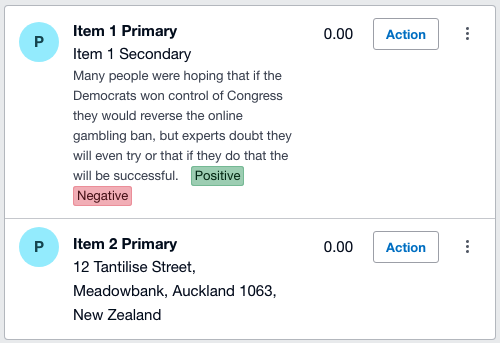 P
Item 1 Primary
0.00
Action
Item 1 Secondary
Many people were hoping that if the
Democrats won control of Congress
they would reverse the online
gambling ban, but experts doubt they
will even try or that if they do that the
will be successful. Positive
Negative
P
Item 2 Primary
0.00
Action
12 Tantilise Street,
Meadowbank, Auckland 1063,
New Zealand